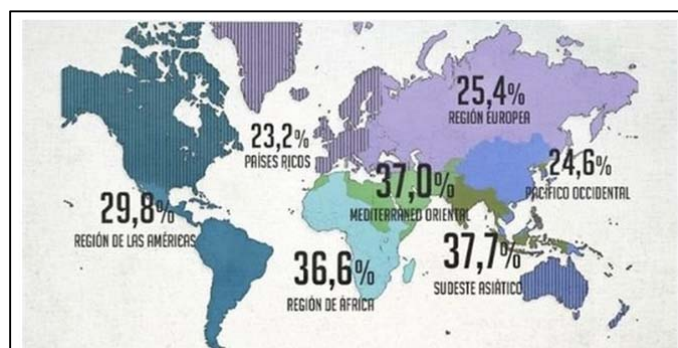 25,4%
REGIÓN EUROPEA
23,2%
PAÍSES RICOS
24,6%
PACÍFICO OCCIDENTAL
37,0%
MEDITERRÁNEO ORIENTAL
29,8%
REGIÓN DE LAS AMÉRICAS
36,6%
REGIÓN DE ÁFRICA
37,7%
SUDESTE ASIÁTICO